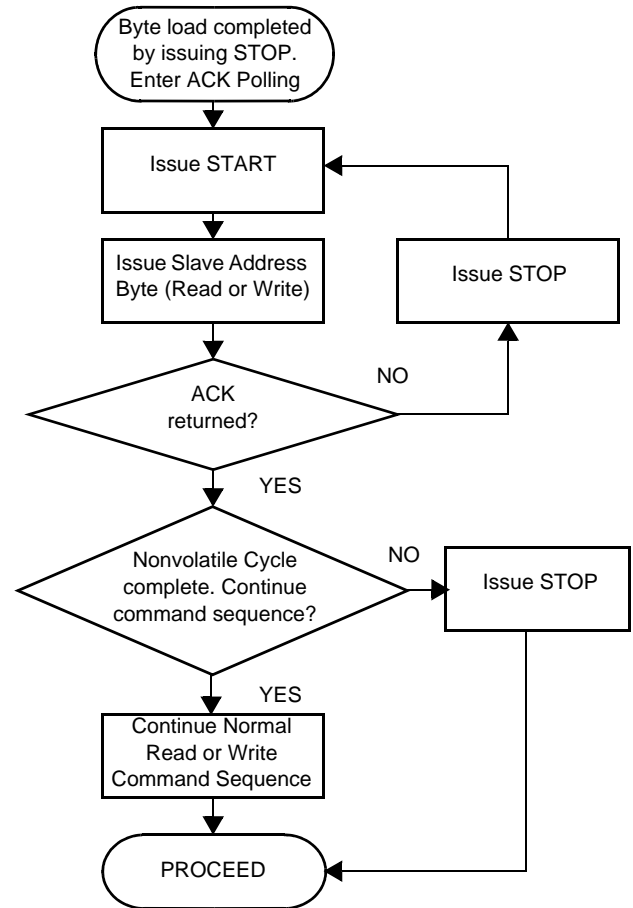 Byte load completed
by issuing STOP.
Enter ACK Polling
Issue START
Issue Slave Address
Byte (Read or Write)
Issue STOP
ACK
returned?
NO
YES
Nonvolatile Cycle
complete. Continue
command sequence?
NO
Issue STOP
YES
Continue Normal
Read or Write
Command Sequence
PROCEED